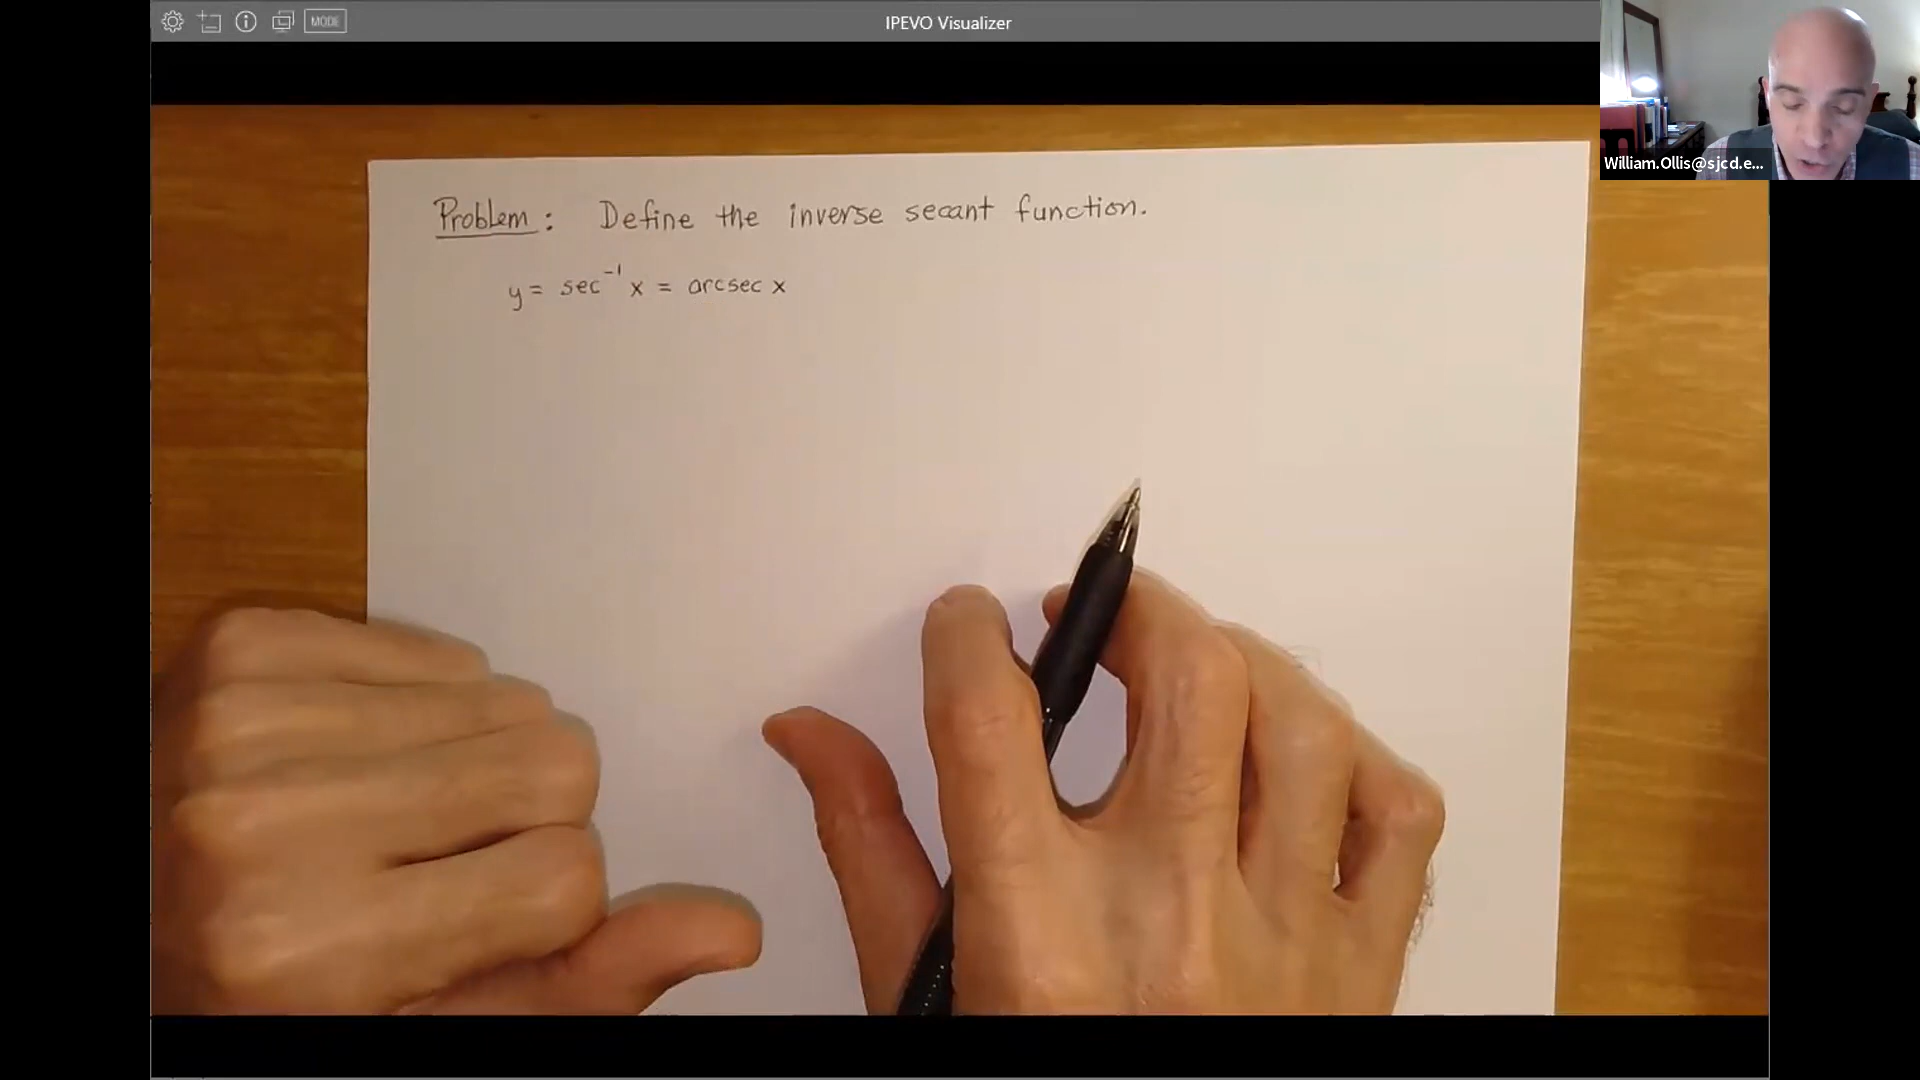 MODE
IPEVO Visualizer
William.Ollis@sjcd.e...
Problem: Define the inverse secant function.
y = sec⁻¹ x = arcsec x